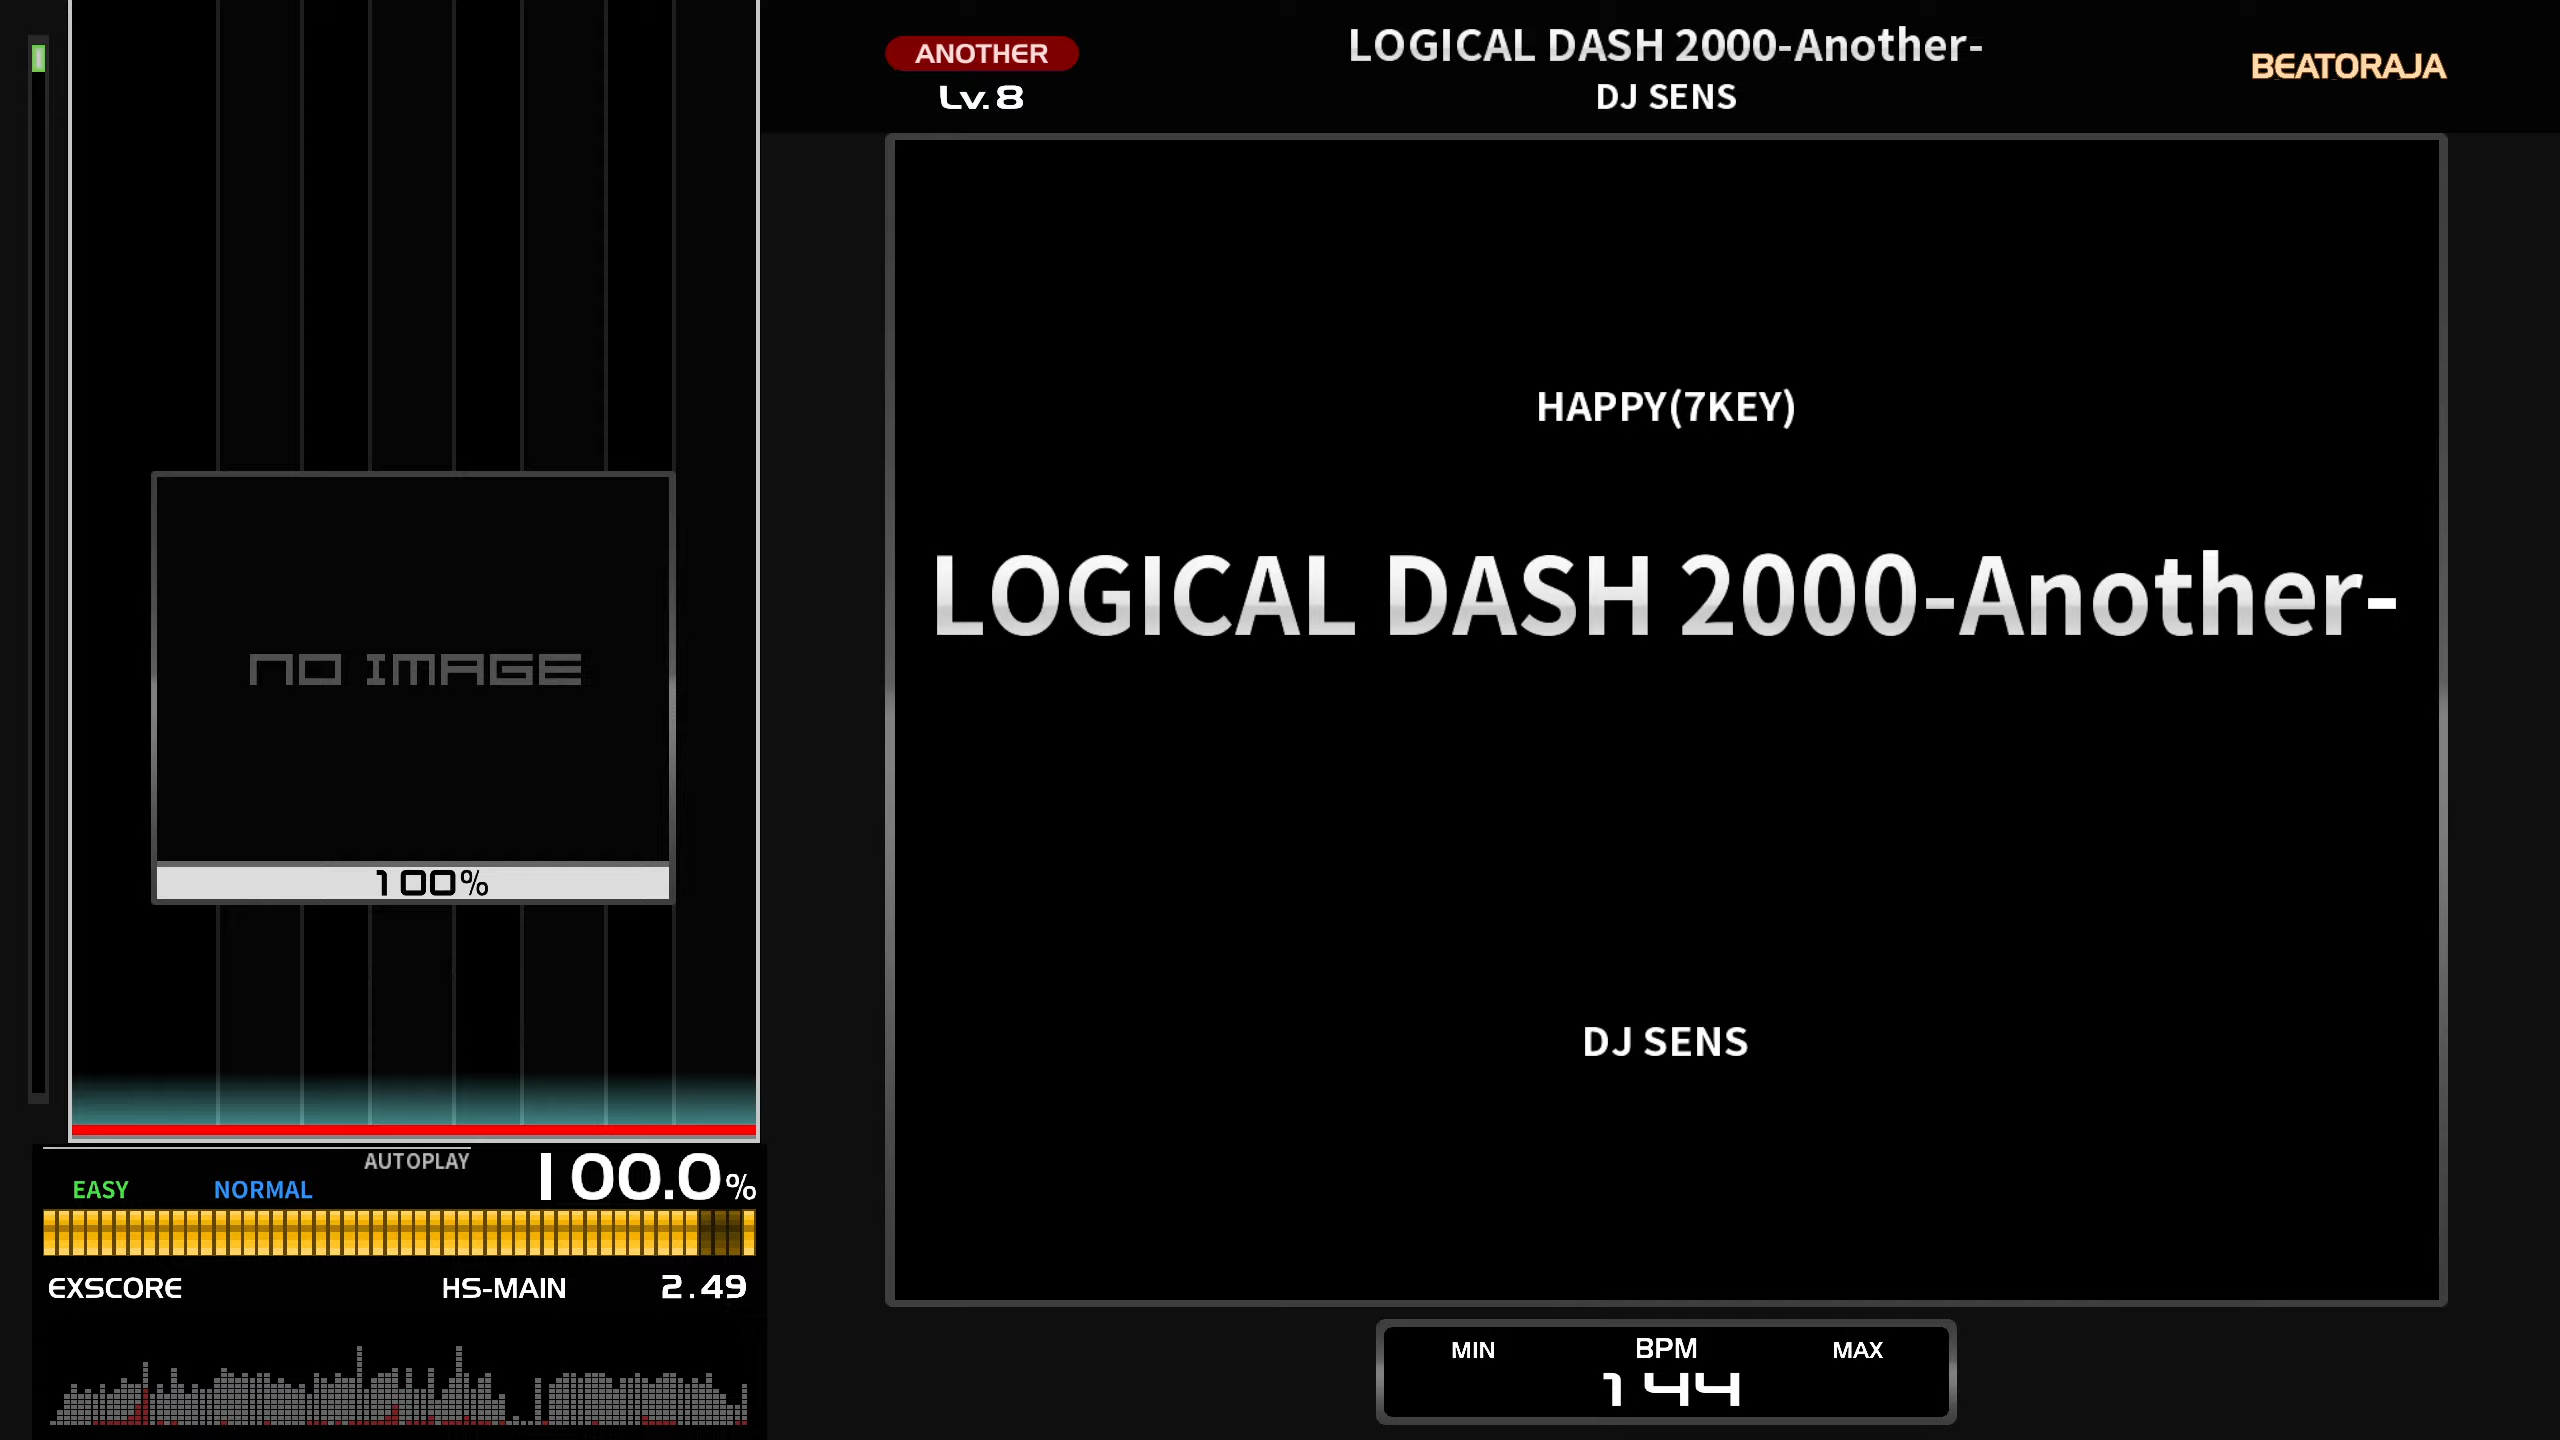 ANOTHER
Lv.8
LOGICAL DASH 2000-Another-
DJ SENS
BEATORAJA
HAPPY(7KEY)
LOGICAL DASH 2000-Another-
DJ SENS
NO IMAGE
100%
AUTOPLAY
100.0%
EASY NORMAL
EXSCORE HS-MAIN 2.49
MIN BPM MAX
144